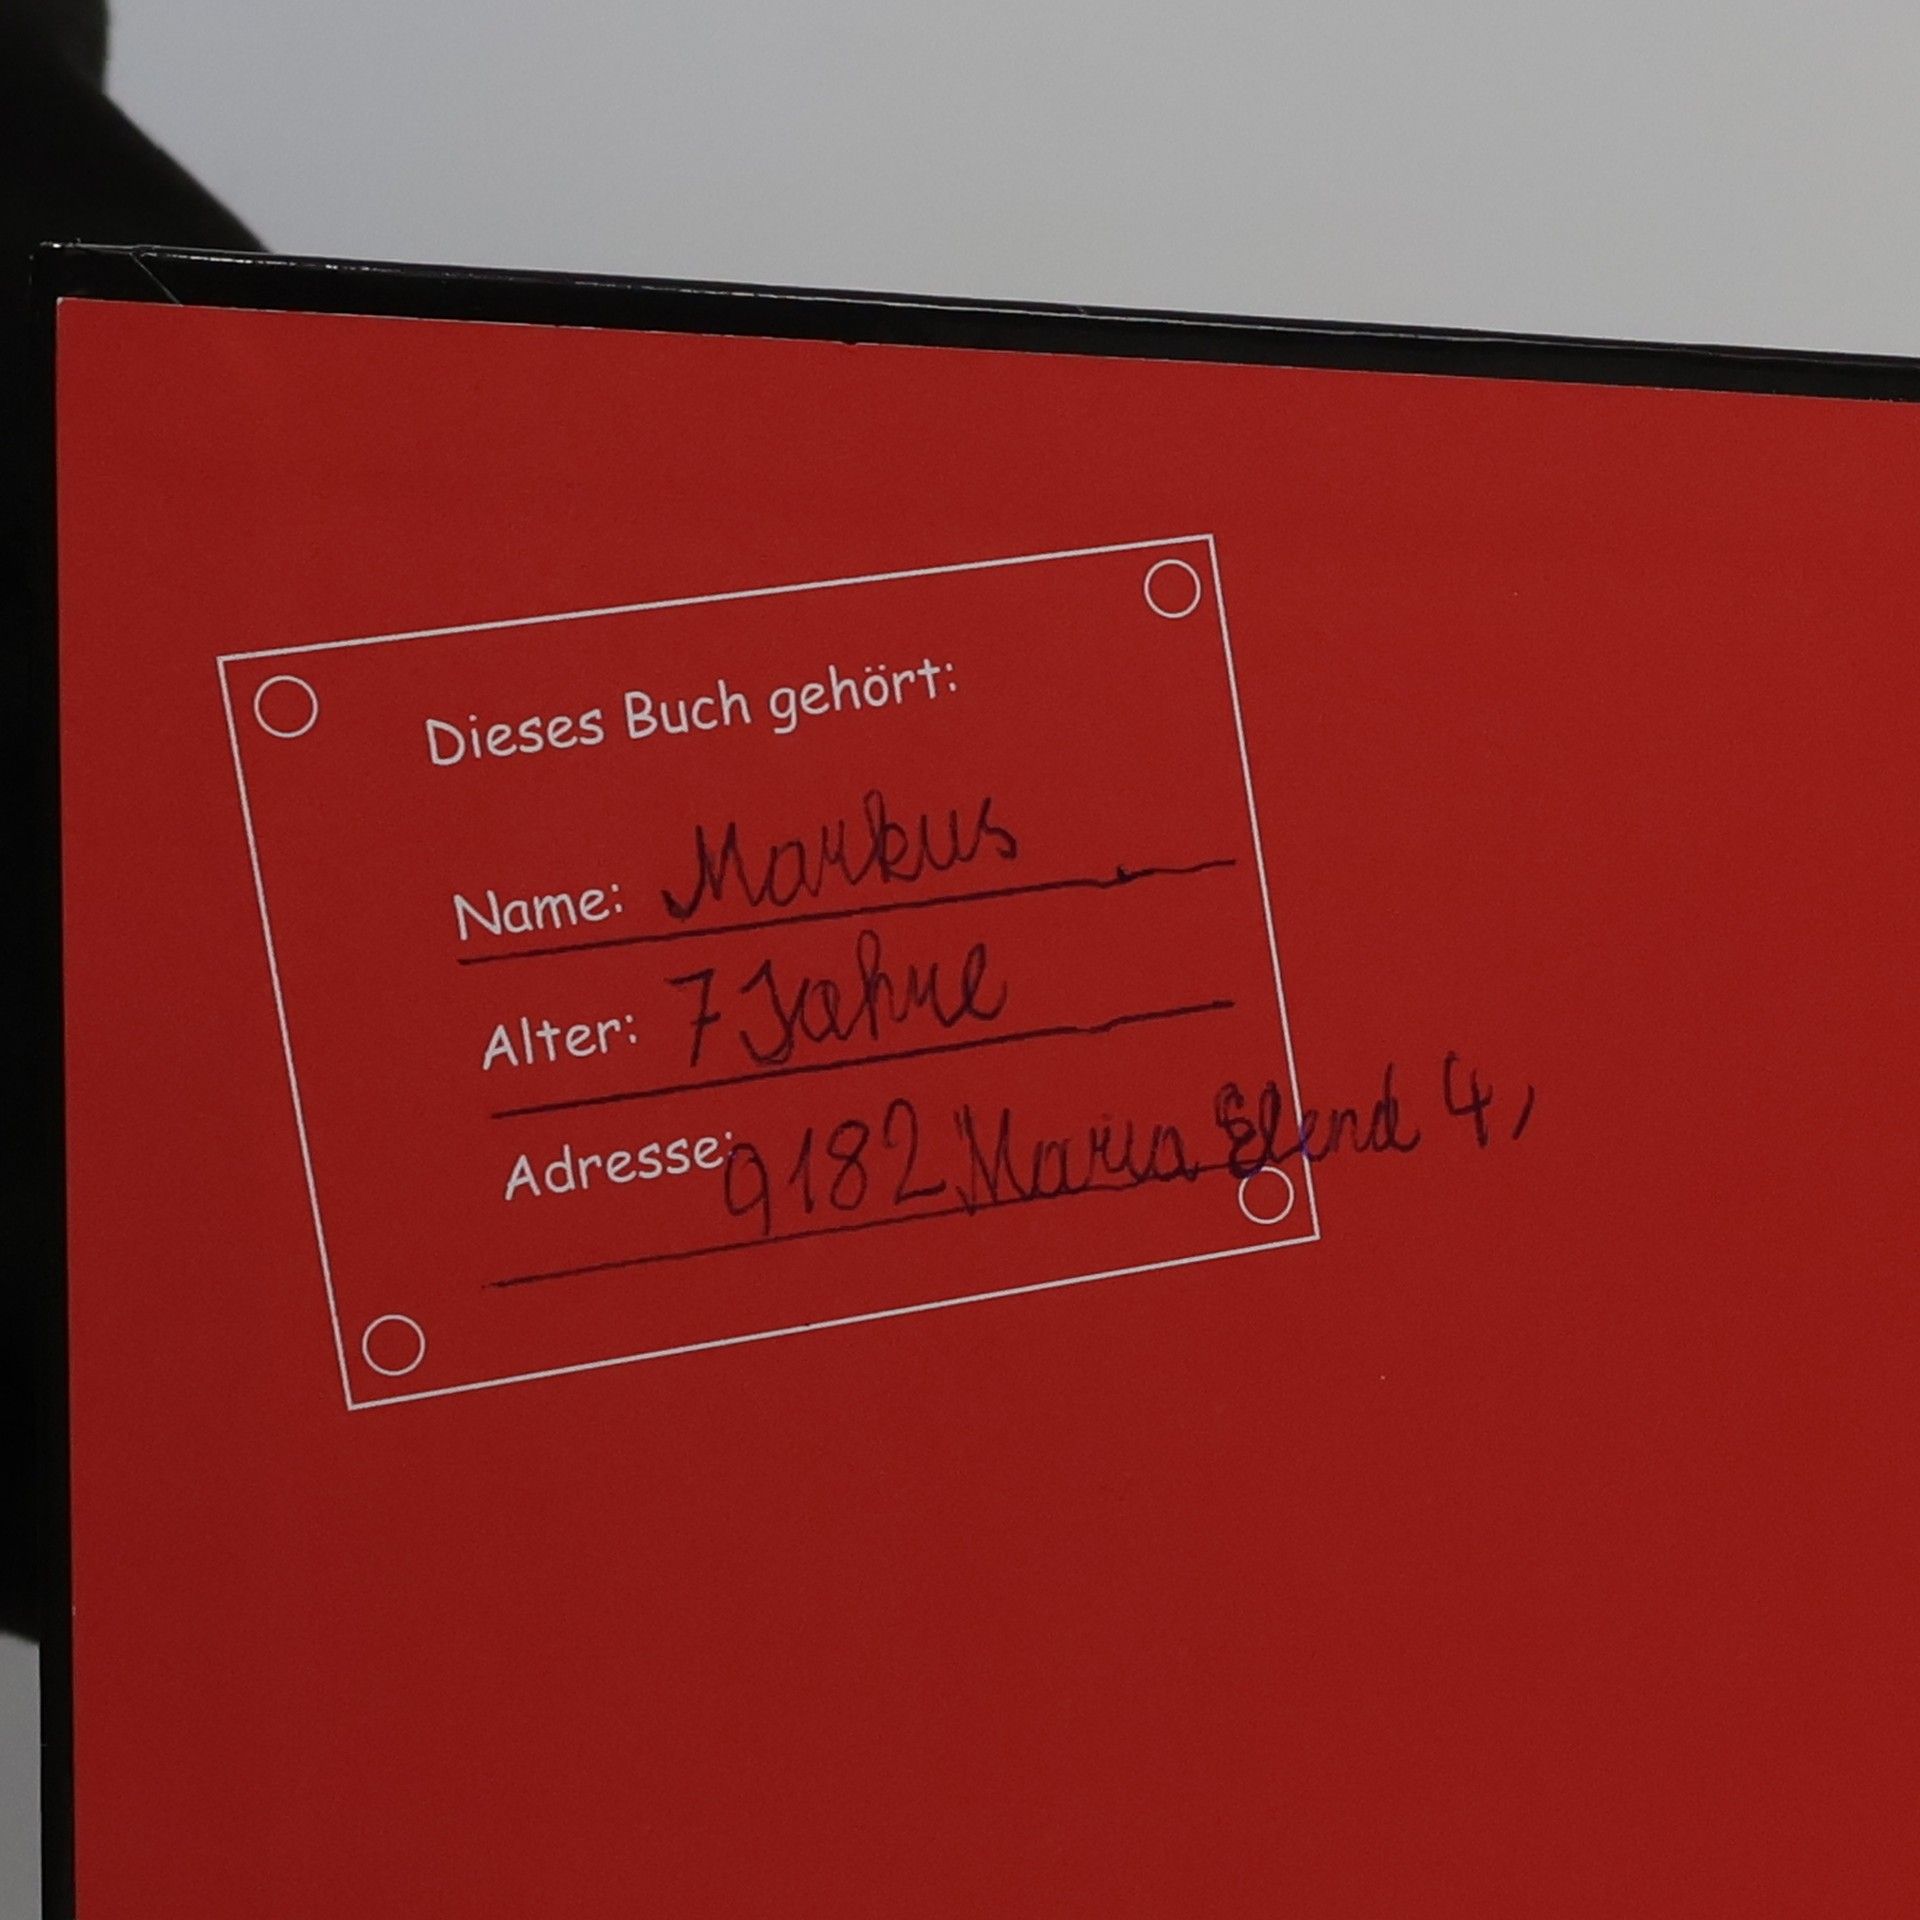 Dieses Buch gehört:
Name: Markus
Alter: 7 Jahre
Adresse: 9182 Maria Elend 4,